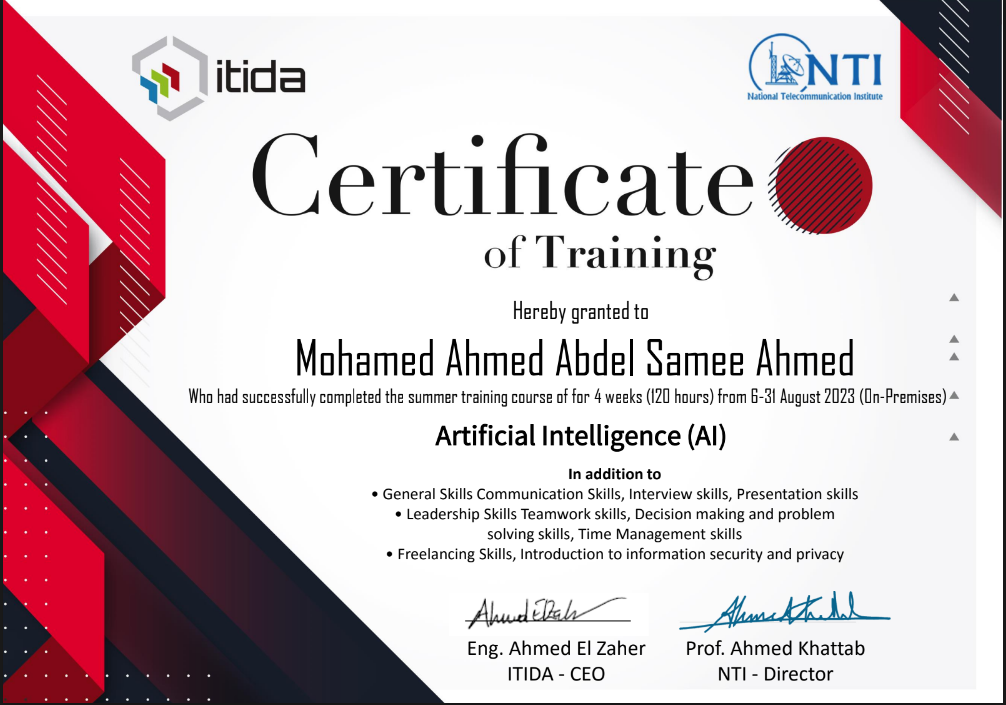 itida
NTI
National Telecommunication Institute
Certificate
of Training
Hereby granted to
Mohamed Ahmed Abdel Samee Ahmed
Who had successfully completed the summer training course of for 4 weeks (120 hours) from 6-31 August 2023 (On-Premises)
Artificial Intelligence (AI)
In addition to
• General Skills Communication Skills, Interview skills, Presentation skills
• Leadership Skills Teamwork skills, Decision making and problem
solving skills, Time Management skills
• Freelancing Skills, Introduction to information security and privacy
Eng. Ahmed El Zaher
ITIDA - CEO
Prof. Ahmed Khattab
NTI - Director